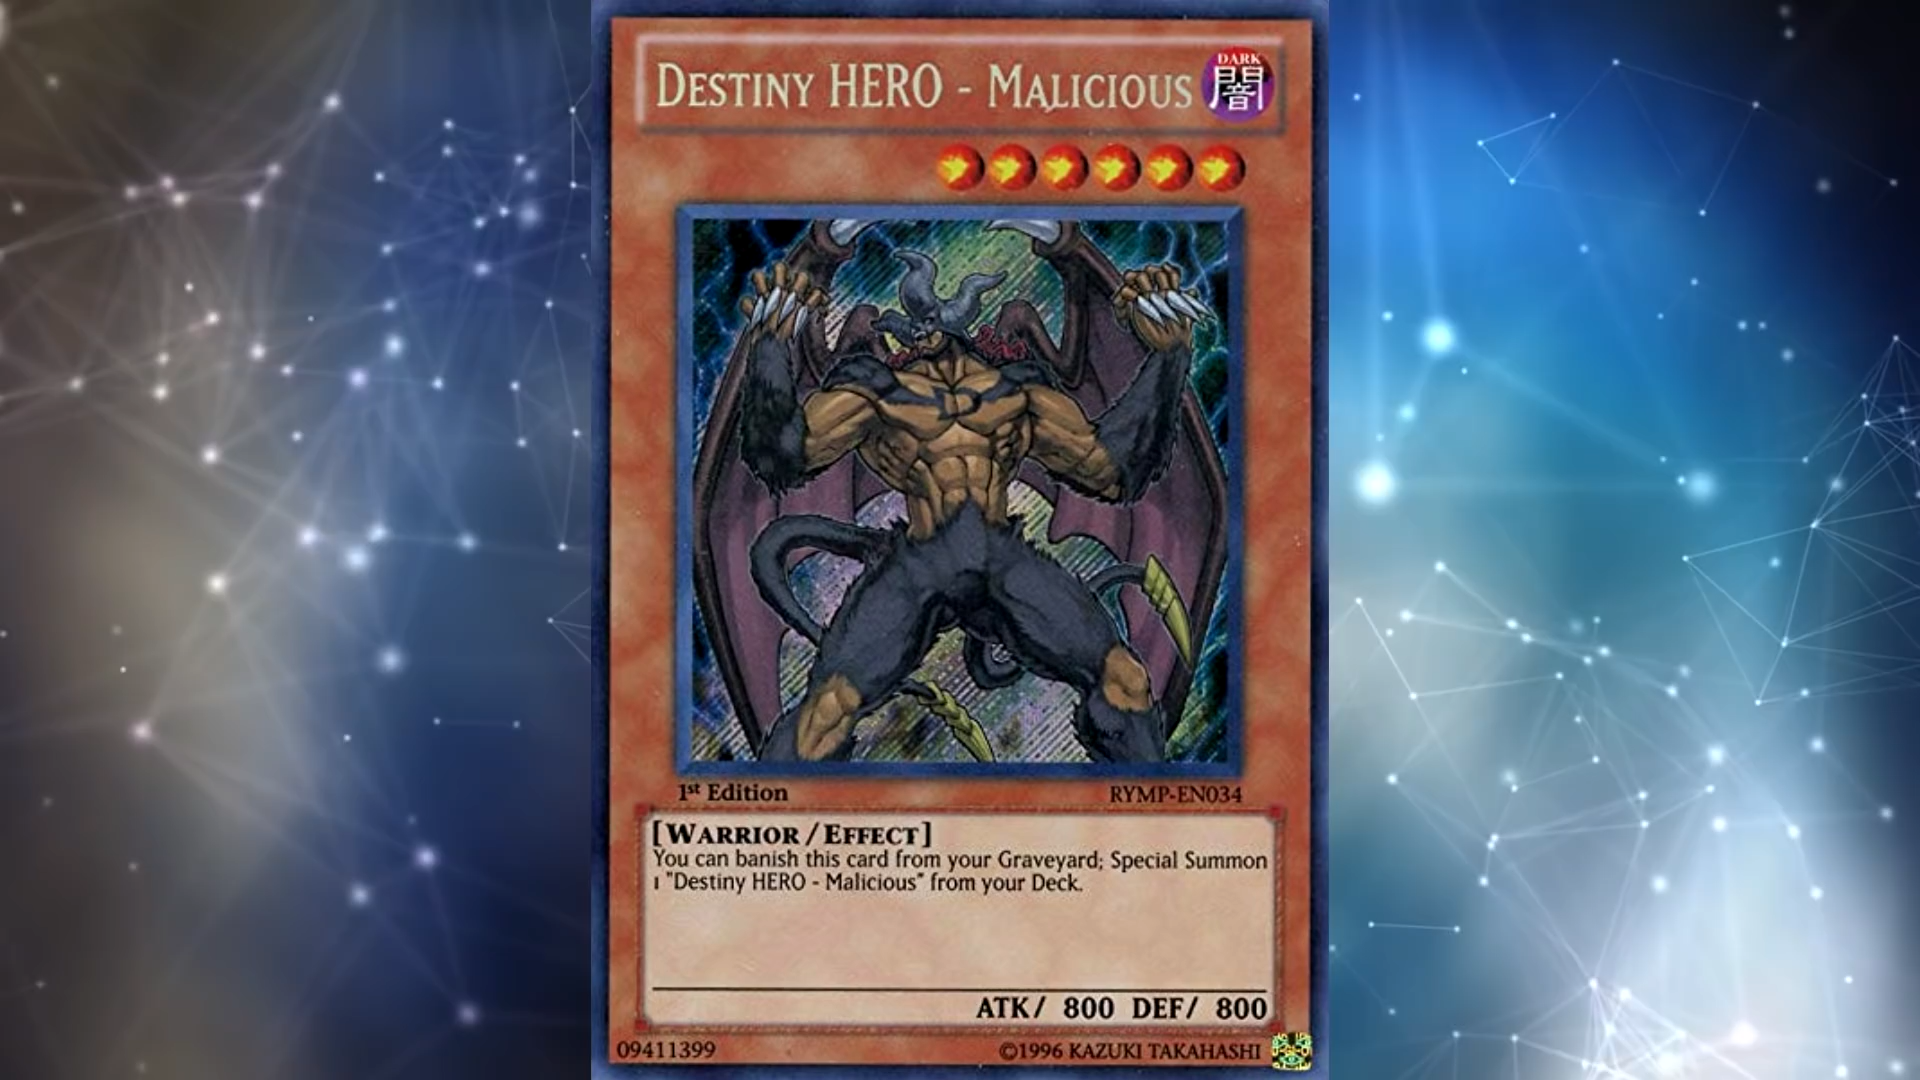 DESTINY HERO - MALICIOUS
DARK
闇
1st Edition
RYMP-EN034
[WARRIOR/EFFECT]
You can banish this card from your Graveyard; Special Summon
1 "Destiny HERO - Malicious" from your Deck.
ATK/ 800 DEF/ 800
09411399
©1996 KAZUKI TAKAHASHI